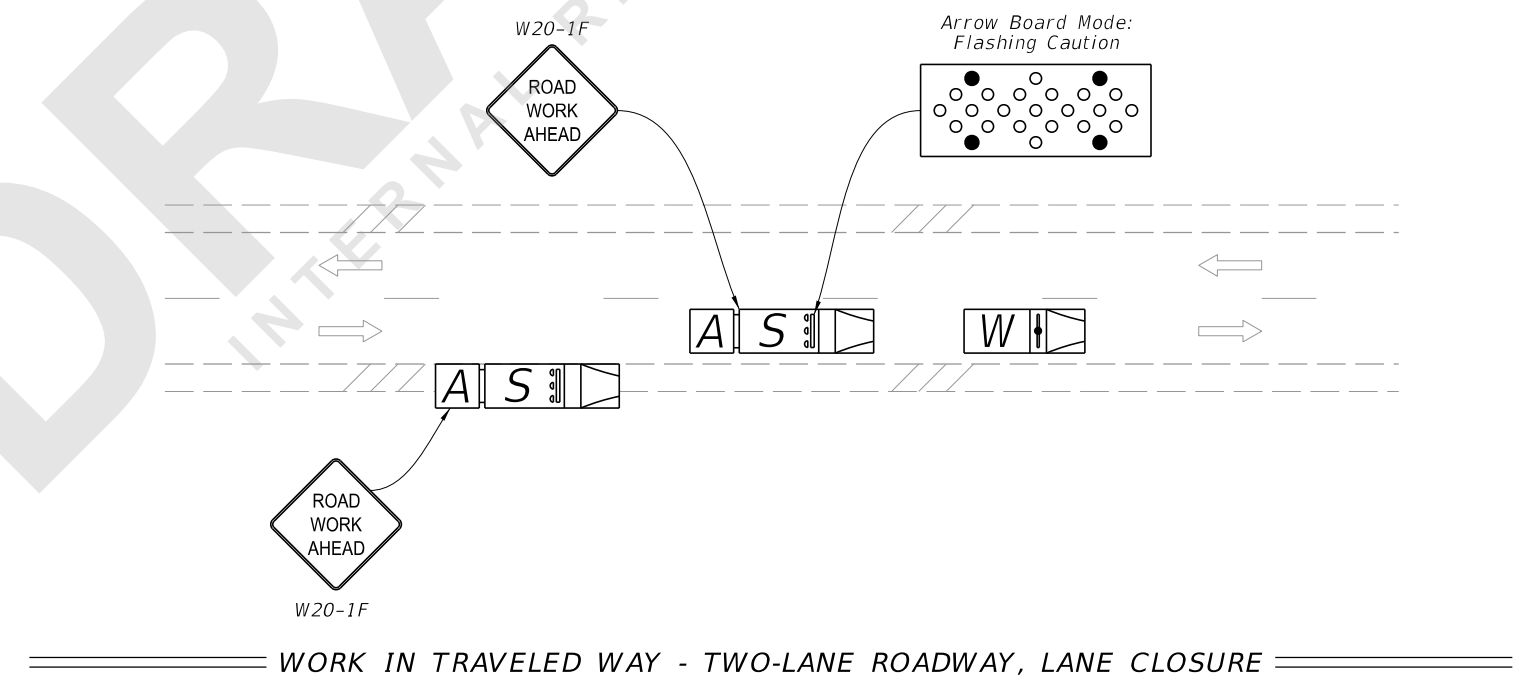 W20-1F
ROAD
WORK
AHEAD
Arrow Board Mode:
Flashing Caution
A S
W
A S
ROAD
WORK
AHEAD
W20-1F
WORK IN TRAVELED WAY - TWO-LANE ROADWAY, LANE CLOSURE